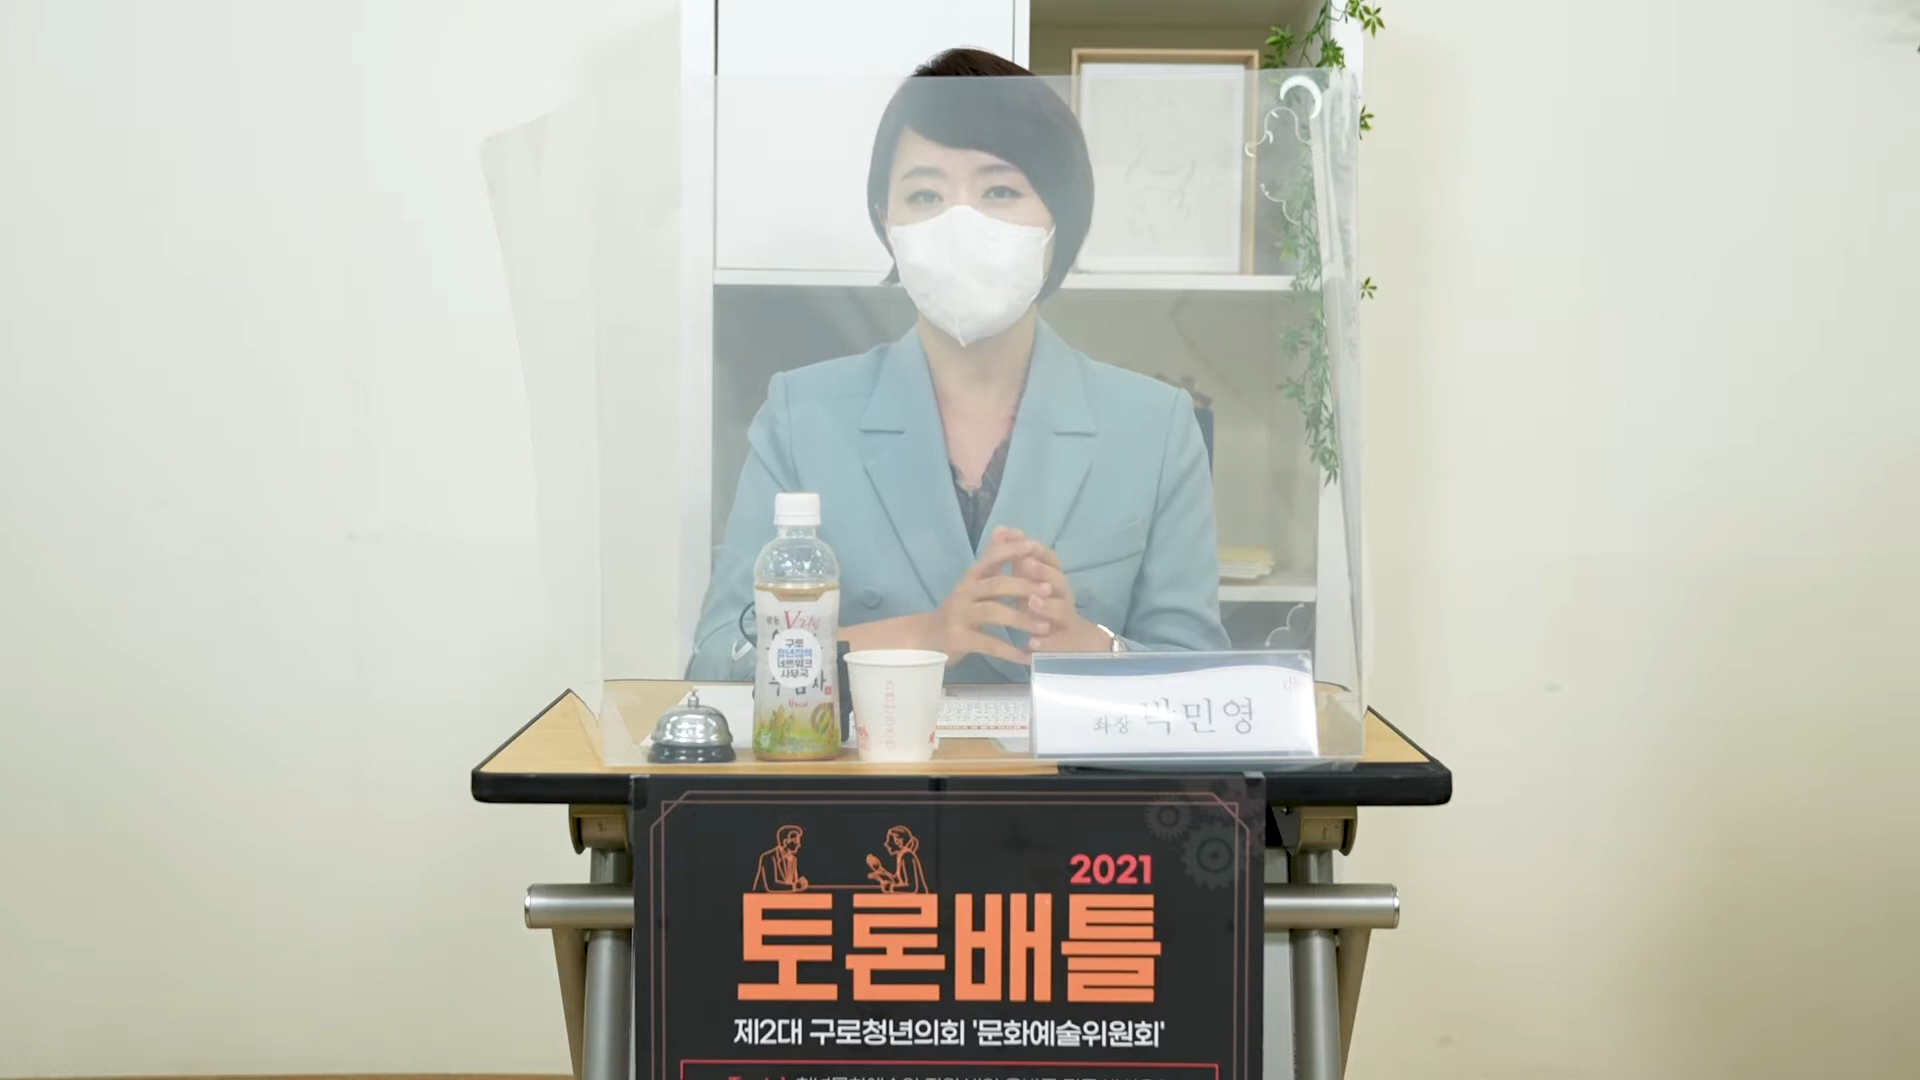 구로
청년정책
네트워크
사무국
좌장 박민영
2021
토론배틀
제2대 구로청년의회 '문화예술위원회'